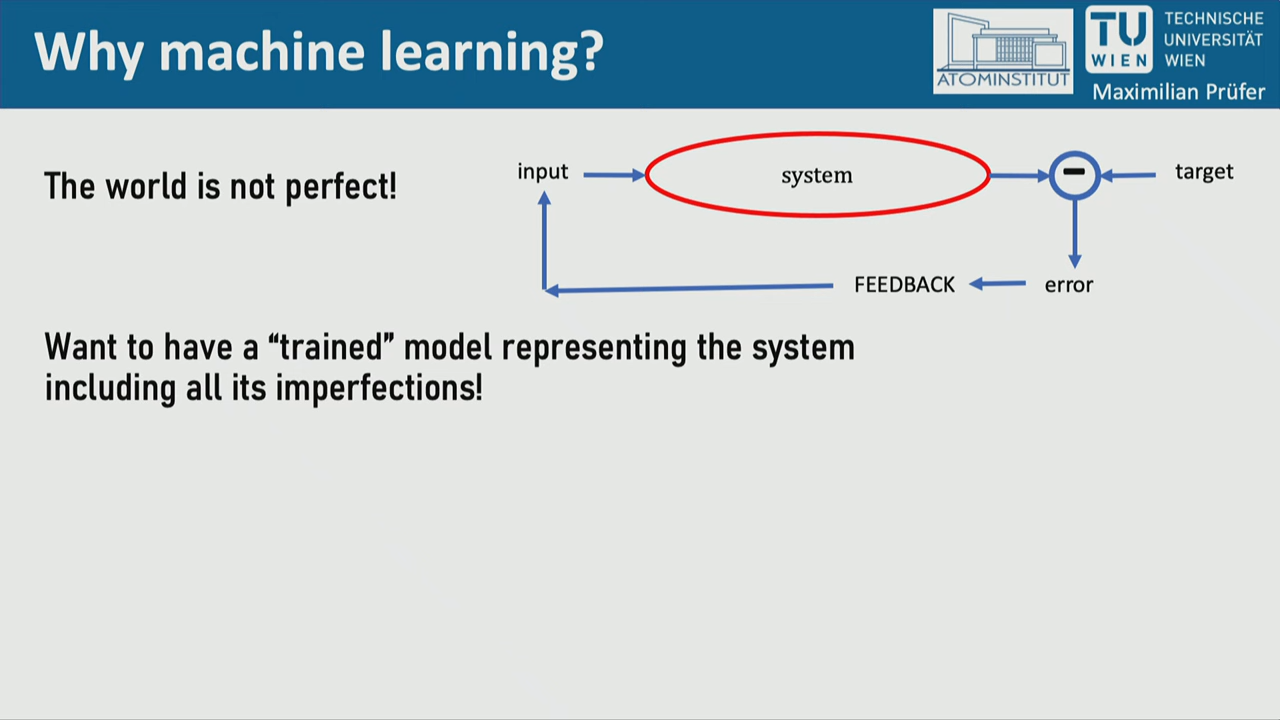 Why machine learning?
ATOMINSTITUT
TU
WIEN
TECHNISCHE
UNIVERSITÄT
WIEN
Maximilian Prüfer
The world is not perfect!
input
system
−
target
FEEDBACK
error
Want to have a “trained” model representing the system
including all its imperfections!